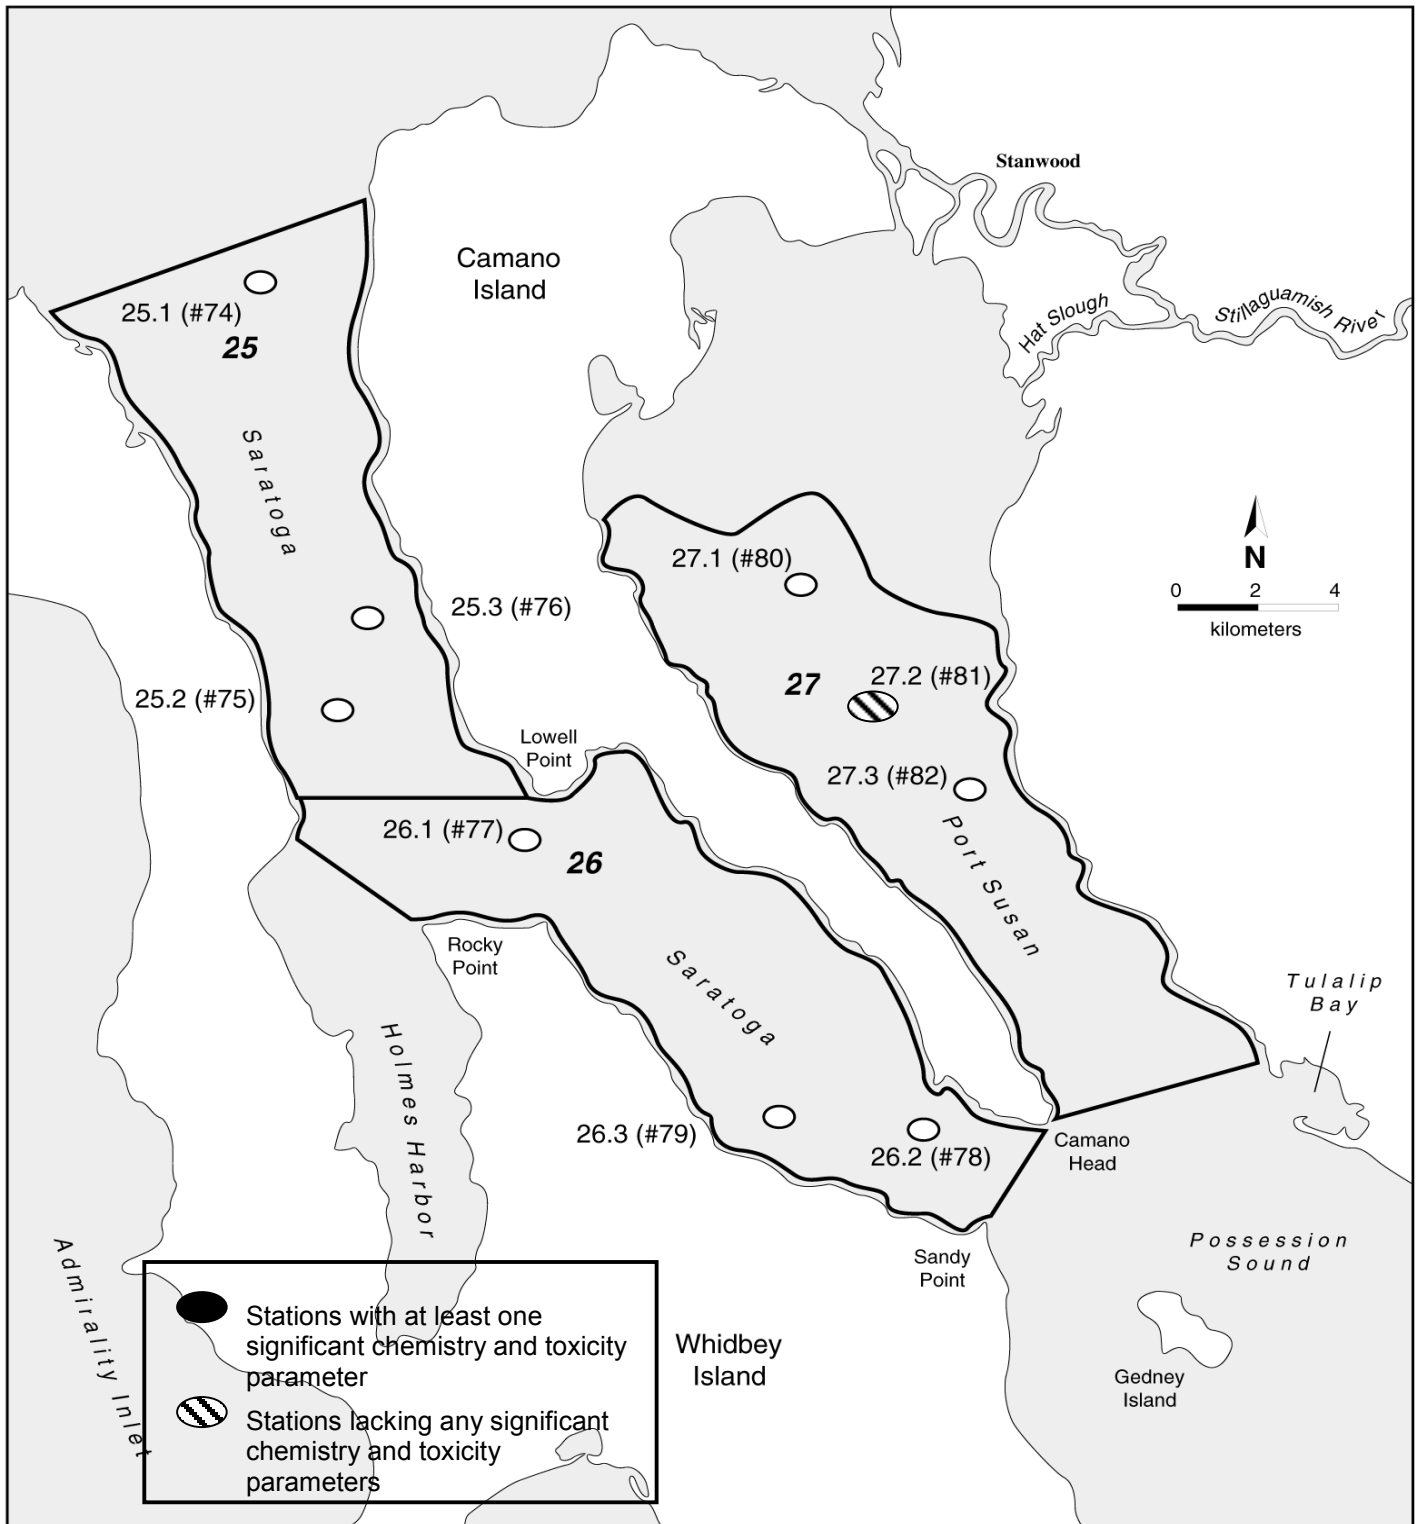 Stanwood
Camano
Island
25.1 (#74)
25
Hat Slough
Stillaguamish River
Saratoga
N
0 2 4
kilometers
27.1 (#80)
25.3 (#76)
27
27.2 (#81)
25.2 (#75)
Lowell
Point
27.3 (#82)
26.1 (#77)
26
Port Susan
Rocky
Point
Saratoga
Tulalip
Bay
Holmes Harbor
26.3 (#79)
26.2 (#78)
Camano
Head
Possession
Sound
Sandy
Point
Admirality Inlet
Stations with at least one
significant chemistry and toxicity
parameter
Stations lacking any significant
chemistry and toxicity
parameters
Whidbey
Island
Gedney
Island